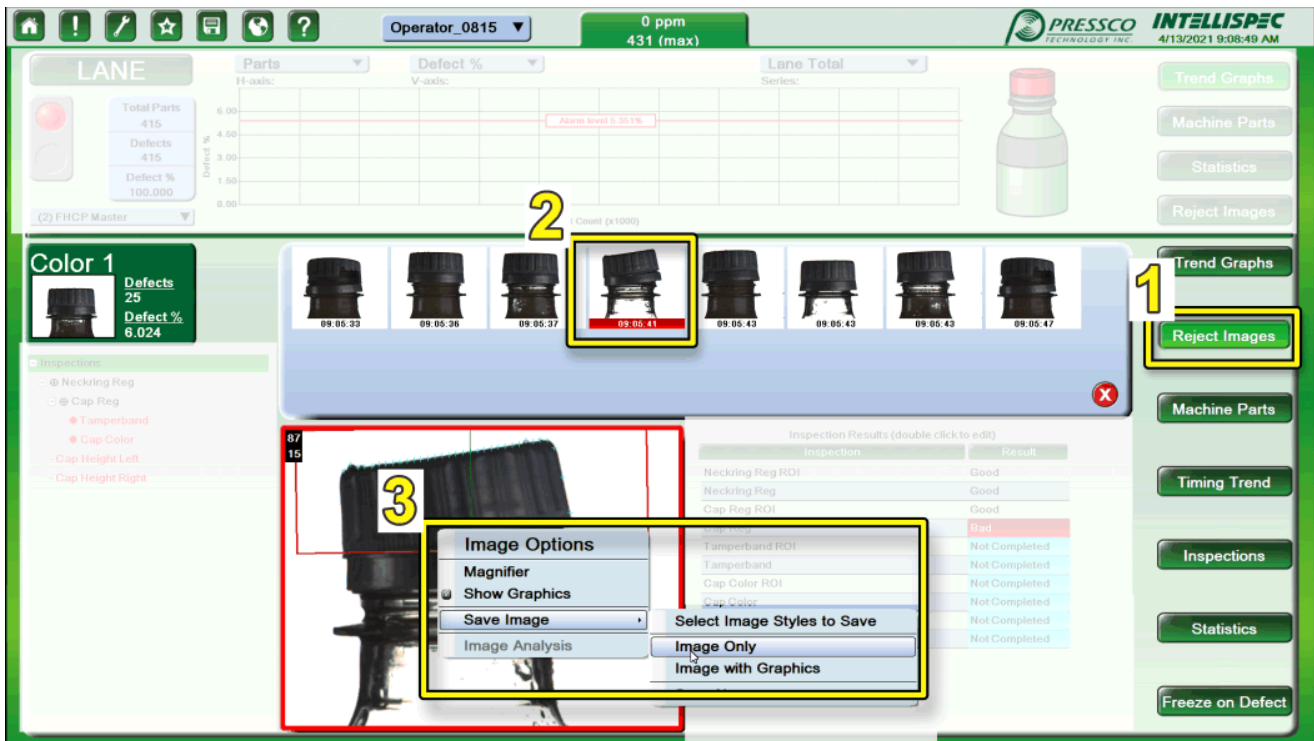 Operator_0815
0 ppm
431 (max)
PRESSCO
TECHNOLOGY INC.
INTELLISPEC
4/13/2021 9:08:49 AM
LANE
Parts
H-axis:
Defect %
V-axis:
Lane Total
Series:
Total Parts
415
Defects
415
Defect %
100.000
(2) FHCP Master
Defect %
6.00
4.50
3.00
1.50
0.00
Alarm level 5.351%
Count (x1000)
Trend Graphs
Machine Parts
Statistics
Reject Images
Color 1
Defects
25
Defect %
6.024
2
09:05:33
09:05:36
09:05:37
09:05:41
09:05:43
09:05:43
09:05:43
09:05:47
1
Trend Graphs
Reject Images
Machine Parts
Timing Trend
Inspections
Statistics
Freeze on Defect
Inspections
Neckring Reg
Cap Reg
Tamperband
Cap Color
Cap Height Left
Cap Height Right
87
15
3
Image Options
Magnifier
Show Graphics
Save Image
Image Analysis
Select Image Styles to Save
Image Only
Image with Graphics
Inspection Results (double click to edit)
Inspection Result
Neckring Reg ROI Good
Neckring Reg Good
Cap Reg ROI Good
Cap Reg Bad
Tamperband ROI Not Completed
Tamperband Not Completed
Cap Color ROI Not Completed
Cap Color Not Completed
Not Completed
Not Completed